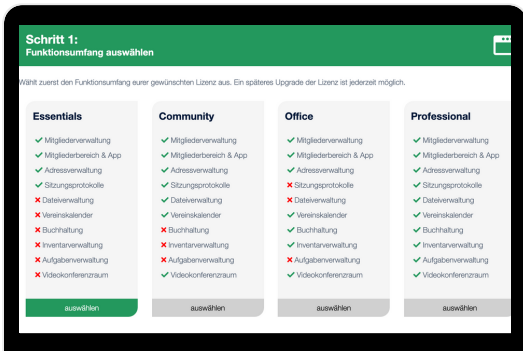 Schritt 1:
Funktionsumfang auswählen
Wählt zuerst den Funktionsumfang eurer gewünschten Lizenz aus. Ein späteres Upgrade der Lizenz ist jederzeit möglich.
Essentials
Mitgliederverwaltung
Mitgliederbereich & App
Adressverwaltung
Sitzungsprotokolle
Dateiverwaltung
Vereinskalender
Buchhaltung
Inventarverwaltung
Aufgabenverwaltung
Videokonferenzraum
auswählen
Community
Mitgliederverwaltung
Mitgliederbereich & App
Adressverwaltung
Sitzungsprotokolle
Dateiverwaltung
Vereinskalender
Buchhaltung
Inventarverwaltung
Aufgabenverwaltung
Videokonferenzraum
auswählen
Office
Mitgliederverwaltung
Mitgliederbereich & App
Adressverwaltung
Sitzungsprotokolle
Dateiverwaltung
Vereinskalender
Buchhaltung
Inventarverwaltung
Aufgabenverwaltung
Videokonferenzraum
auswählen
Professional
Mitgliederverwaltung
Mitgliederbereich & App
Adressverwaltung
Sitzungsprotokolle
Dateiverwaltung
Vereinskalender
Buchhaltung
Inventarverwaltung
Aufgabenverwaltung
Videokonferenzraum
auswählen